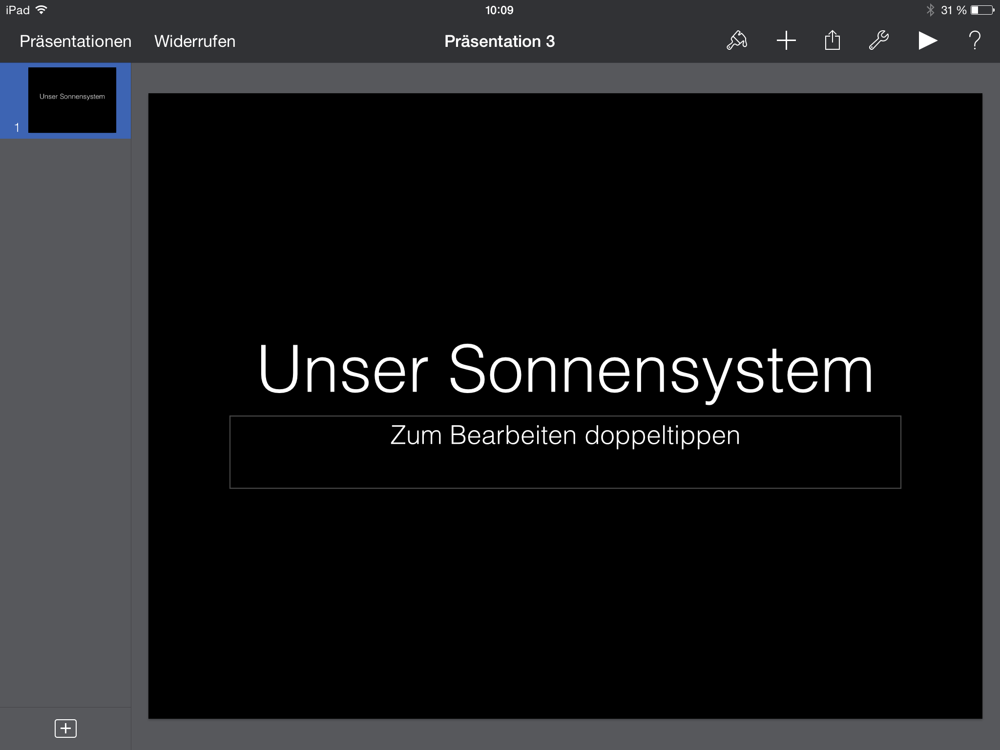 iPad
10:09
31 %
Präsentationen
Widerrufen
Präsentation 3
?
Unser Sonnensystem
1
Unser Sonnensystem
Zum Bearbeiten doppeltippen